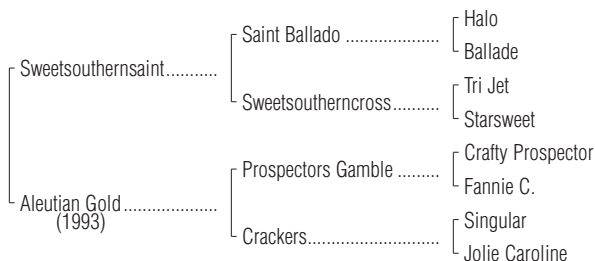 Halo
Saint Ballado ....................
Ballade
Sweetsouthernsaint...........
Tri Jet
Sweetsoutherncross..........
Starsweet
Crafty Prospector
Prospectors Gamble .........
Fannie C.
Aleutian Gold....................
(1993)
Singular
Crackers............................
Jolie Caroline